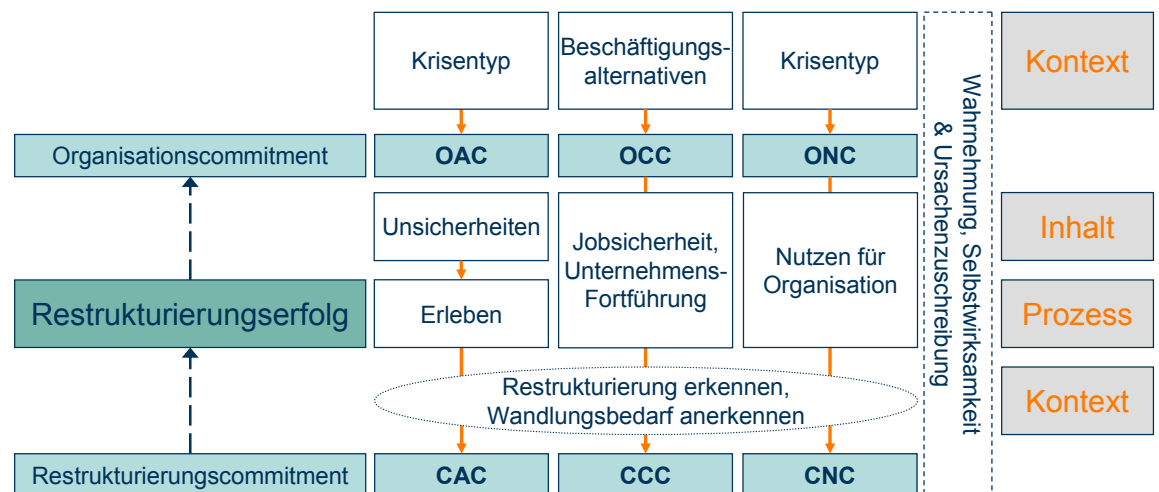 Krisentyp
Beschäftigungs-
alternativen
Krisentyp
Kontext
Organisationscommitment
OAC
OCC
ONC
Unsicherheiten
Jobsicherheit,
Unternehmens-
Fortführung
Nutzen für
Organisation
Inhalt
Restrukturierungserfolg
Erleben
Prozess
Restrukturierung erkennen,
Wandlungsbedarf anerkennen
Kontext
Restrukturierungscommitment
CAC
CCC
CNC
Wahrnehmung, Selbstwirksamkeit
& Ursachenzuschreibung